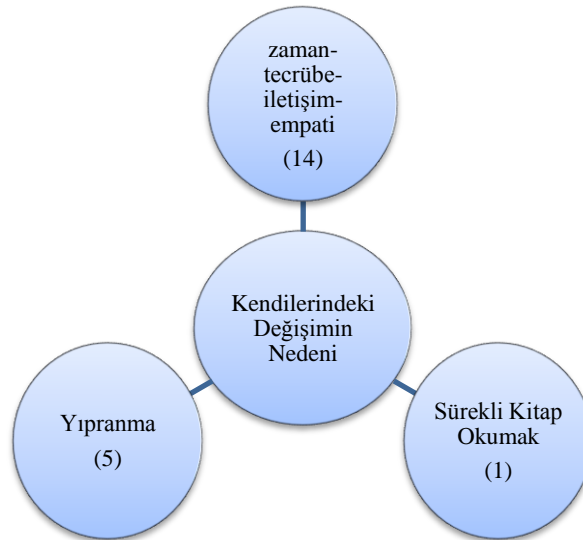 zaman-
tecrübe-
iletişim-
empati
(14)
Kendilerindeki
Değişimin
Nedeni
Yıpranma
(5)
Sürekli Kitap
Okumak
(1)